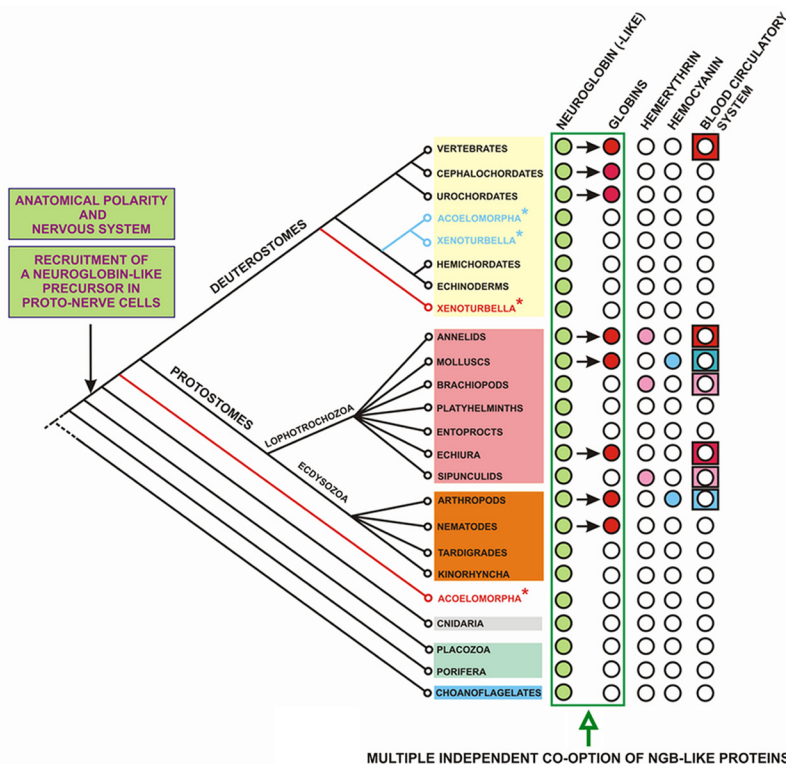 NEUROGLOBIN (-LIKE)
GLOBINS
HEMERYTHRIN
HEMOCYANIN
BLOOD CIRCULATORY
SYSTEM
ANATOMICAL POLARITY
AND
NERVOUS SYSTEM
RECRUITMENT OF
A NEUROGLOBIN-LIKE
PRECURSOR IN
PROTO-NERVE CELLS
DEUTEROSTOMES
PROTOSTOMES
LOPHOTROCHOZOA
ECDYSOZOA
VERTEBRATES
CEPHALOCHORDATES
UROCHORDATES
ACOELOMORPHA*
XENOTURBELLA*
HEMICHORDATES
ECHINODERMS
XENOTURBELLA*
ANNELIDS
MOLLUSCS
BRACHIOPODS
PLATYHELMINTHS
ENTOPROCTS
ECHIURA
SIPUNCULIDS
ARTHROPODS
NEMATODES
TARDIGRADES
KINORHYNCHA
ACOELOMORPHA*
CNIDARIA
PLACOZOA
PORIFERA
CHOANOFLAGELATES
MULTIPLE INDEPENDENT CO-OPTION OF NGB-LIKE PROTEINS